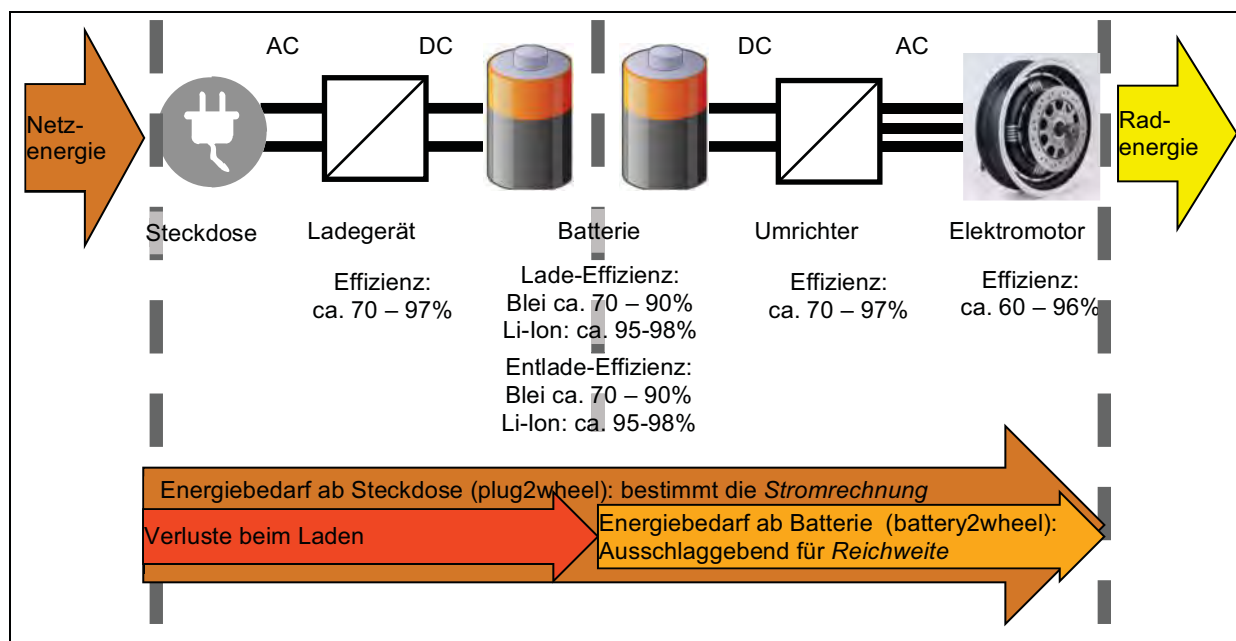 AC
DC
DC
AC
Netz-
energie
Rad-
energie
Steckdose
Ladegerät
Batterie
Umrichter
Elektromotor
Effizienz:
ca. 70 – 97%
Lade-Effizienz:
Blei ca. 70 – 90%
Li-Ion: ca. 95-98%
Entlade-Effizienz:
Blei ca. 70 – 90%
Li-Ion: ca. 95-98%
Effizienz:
ca. 70 – 97%
Effizienz:
ca. 60 – 96%
Energiebedarf ab Steckdose (plug2wheel): bestimmt die Stromrechnung
Verluste beim Laden
Energiebedarf ab Batterie (battery2wheel):
Ausschlaggebend für Reichweite